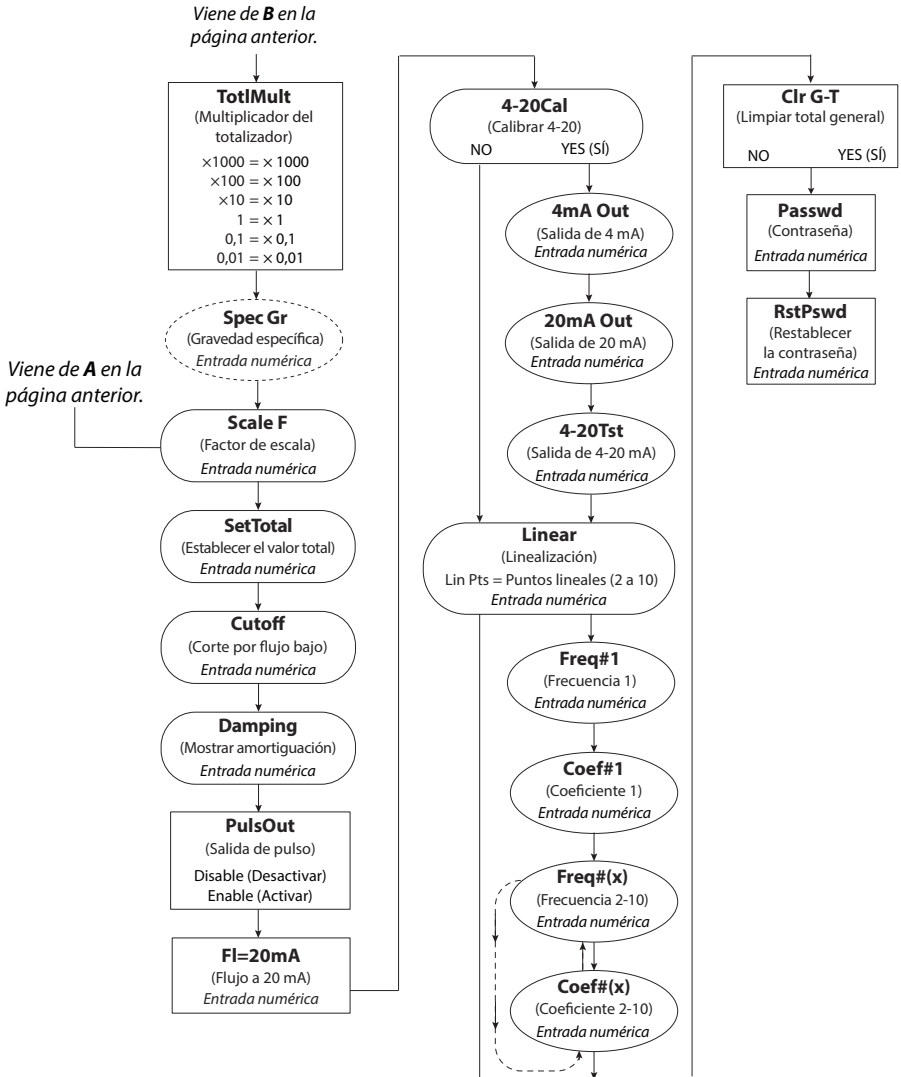 Viene de B en la
página anterior.
TotlMult
(Multiplicador del
totalizador)
×1000 = × 1000
×100 = × 100
×10 = × 10
1 = × 1
0,1 = × 0,1
0,01 = × 0,01
Spec Gr
(Gravedad específica)
Entrada numérica
Viene de A en la
página anterior.
Scale F
(Factor de escala)
Entrada numérica
SetTotal
(Establecer el valor total)
Entrada numérica
Cutoff
(Corte por flujo bajo)
Entrada numérica
Damping
(Mostrar amortiguación)
Entrada numérica
PulsOut
(Salida de pulso)
Disable (Desactivar)
Enable (Activar)
Fl=20mA
(Flujo a 20 mA)
Entrada numérica
4-20Cal
(Calibrar 4-20)
NO YES (SÍ)
4mA Out
(Salida de 4 mA)
Entrada numérica
20mA Out
(Salida de 20 mA)
Entrada numérica
4-20Tst
(Salida de 4-20 mA)
Entrada numérica
Linear
(Linealización)
Lin Pts = Puntos lineales (2 a 10)
Entrada numérica
Freq#1
(Frecuencia 1)
Entrada numérica
Coef#1
(Coeficiente 1)
Entrada numérica
Freq#(x)
(Frecuencia 2-10)
Entrada numérica
Coef#(x)
(Coeficiente 2-10)
Entrada numérica
Clr G-T
(Limpiar total general)
NO YES (SÍ)
Passwd
(Contraseña)
Entrada numérica
RstPswd
(Restablecer
la contraseña)
Entrada numérica